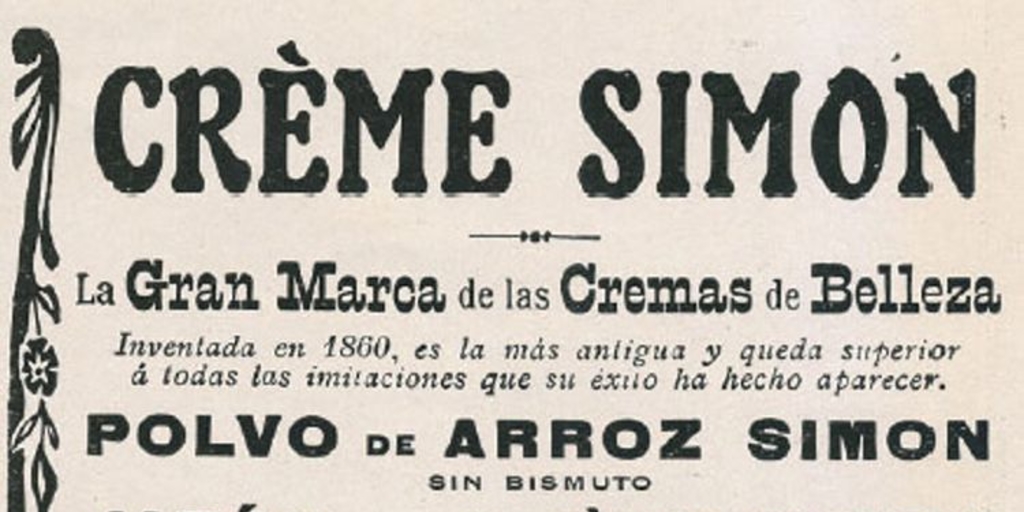 CRÈME SIMON
La Gran Marca de las Cremas de Belleza
Inventada en 1860, es la más antigua y queda superior
á todas las imitaciones que su éxito ha hecho aparecer.
POLVO DE ARROZ SIMON
SIN BISMUTO